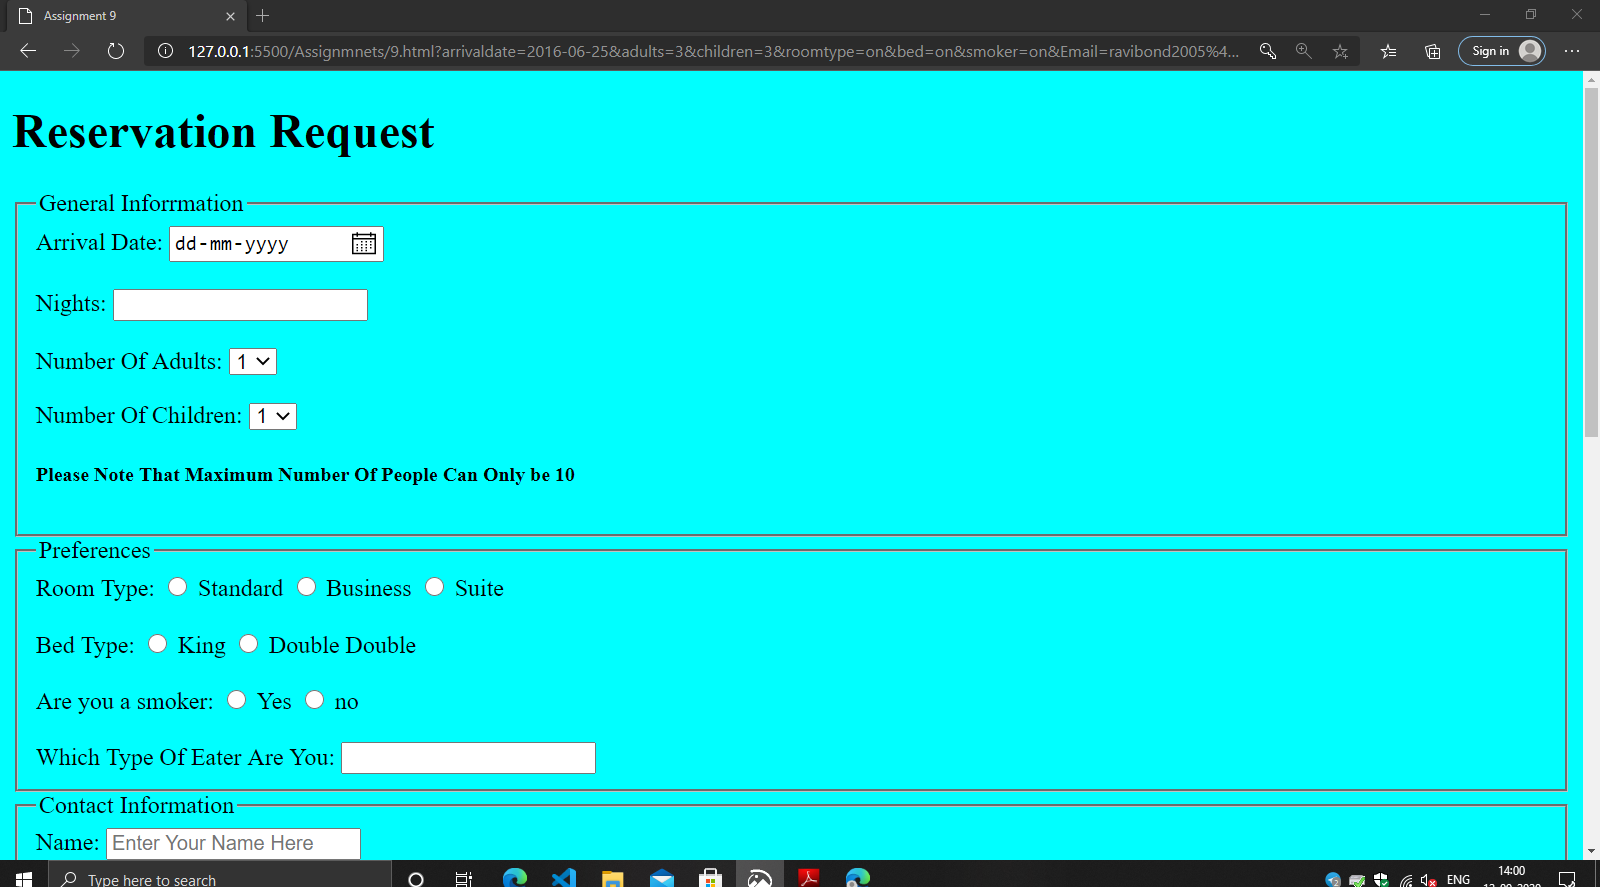 Assignment 9
127.0.0.1:5500/Assignmnets/9.html?arrivaldate=2016-06-25&adults=3&children=3&roomtype=on&bed=on&smoker=on&Email=ravibond2005%4...
Sign in
Reservation Request
General Inforrmation
Arrival Date: dd-mm-yyyy
Nights:
Number Of Adults: 1
Number Of Children: 1
Please Note That Maximum Number Of People Can Only be 10
Preferences
Room Type: Standard Business Suite
Bed Type: King Double Double
Are you a smoker: Yes no
Which Type Of Eater Are You:
Contact Information
Name: Enter Your Name Here
Type here to search
ENG
14:00